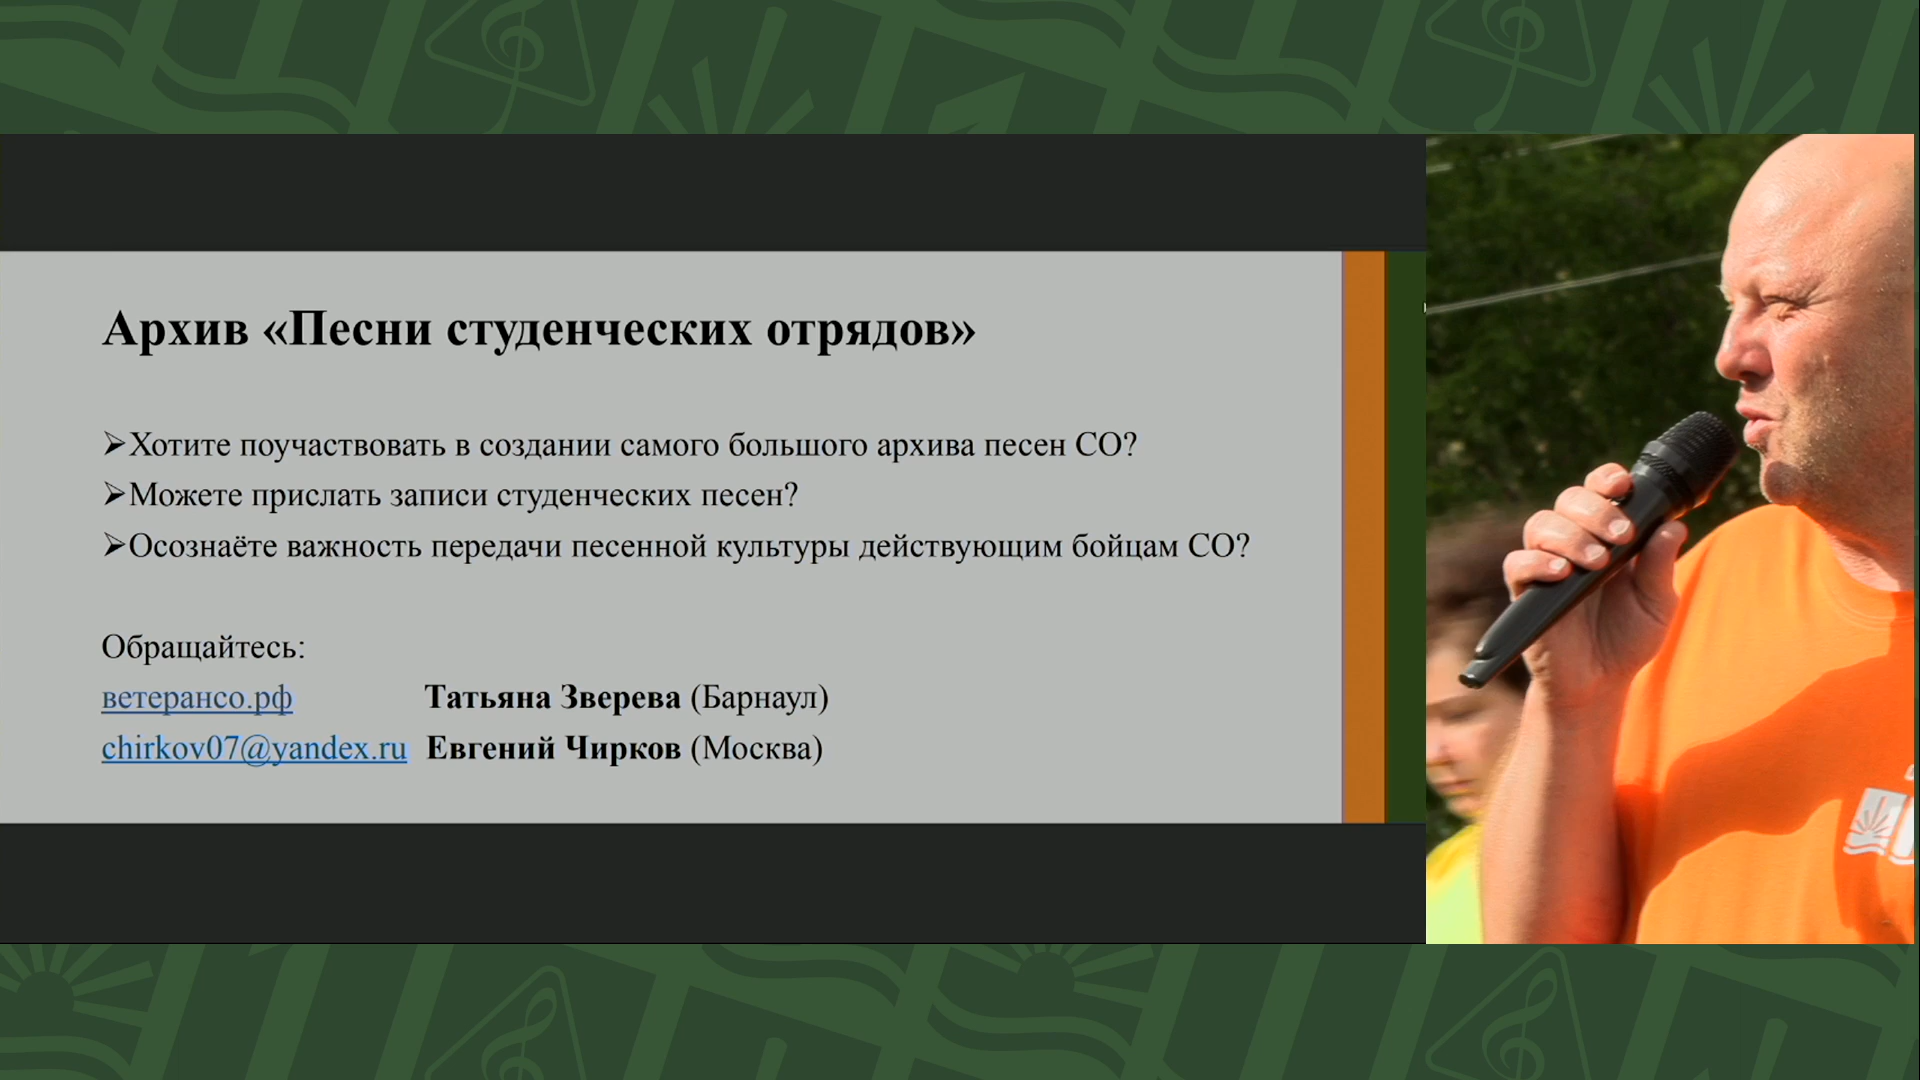 Архив «Песни студенческих отрядов»
➢Хотите поучаствовать в создании самого большого архива песен СО?
➢Можете прислать записи студенческих песен?
➢Осознаёте важность передачи песенной культуры действующим бойцам СО?
Обращайтесь:
ветерансо.рф Татьяна Зверева (Барнаул)
chirkov07@yandex.ru Евгений Чирков (Москва)